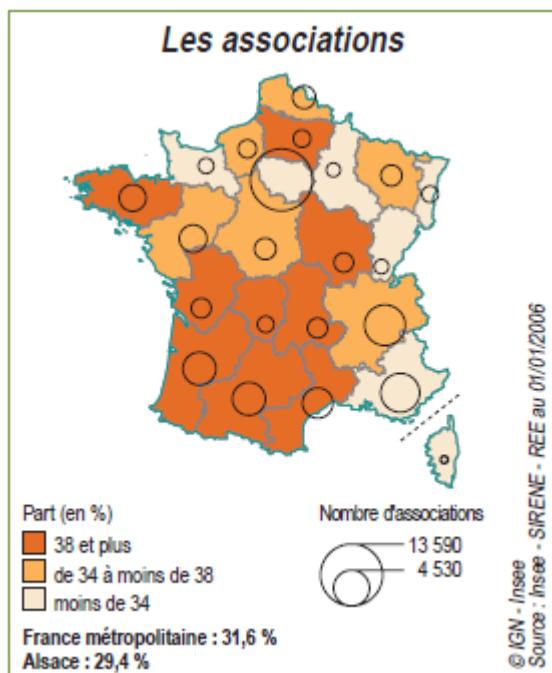 Les associations
Part (en %)
38 et plus
de 34 à moins de 38
moins de 34
France métropolitaine : 31,6 %
Alsace : 29,4 %
Nombre d'associations
13 590
4 530
© IGN - Insee
Source : Insee - SIRENE - REE au 01/01/2006